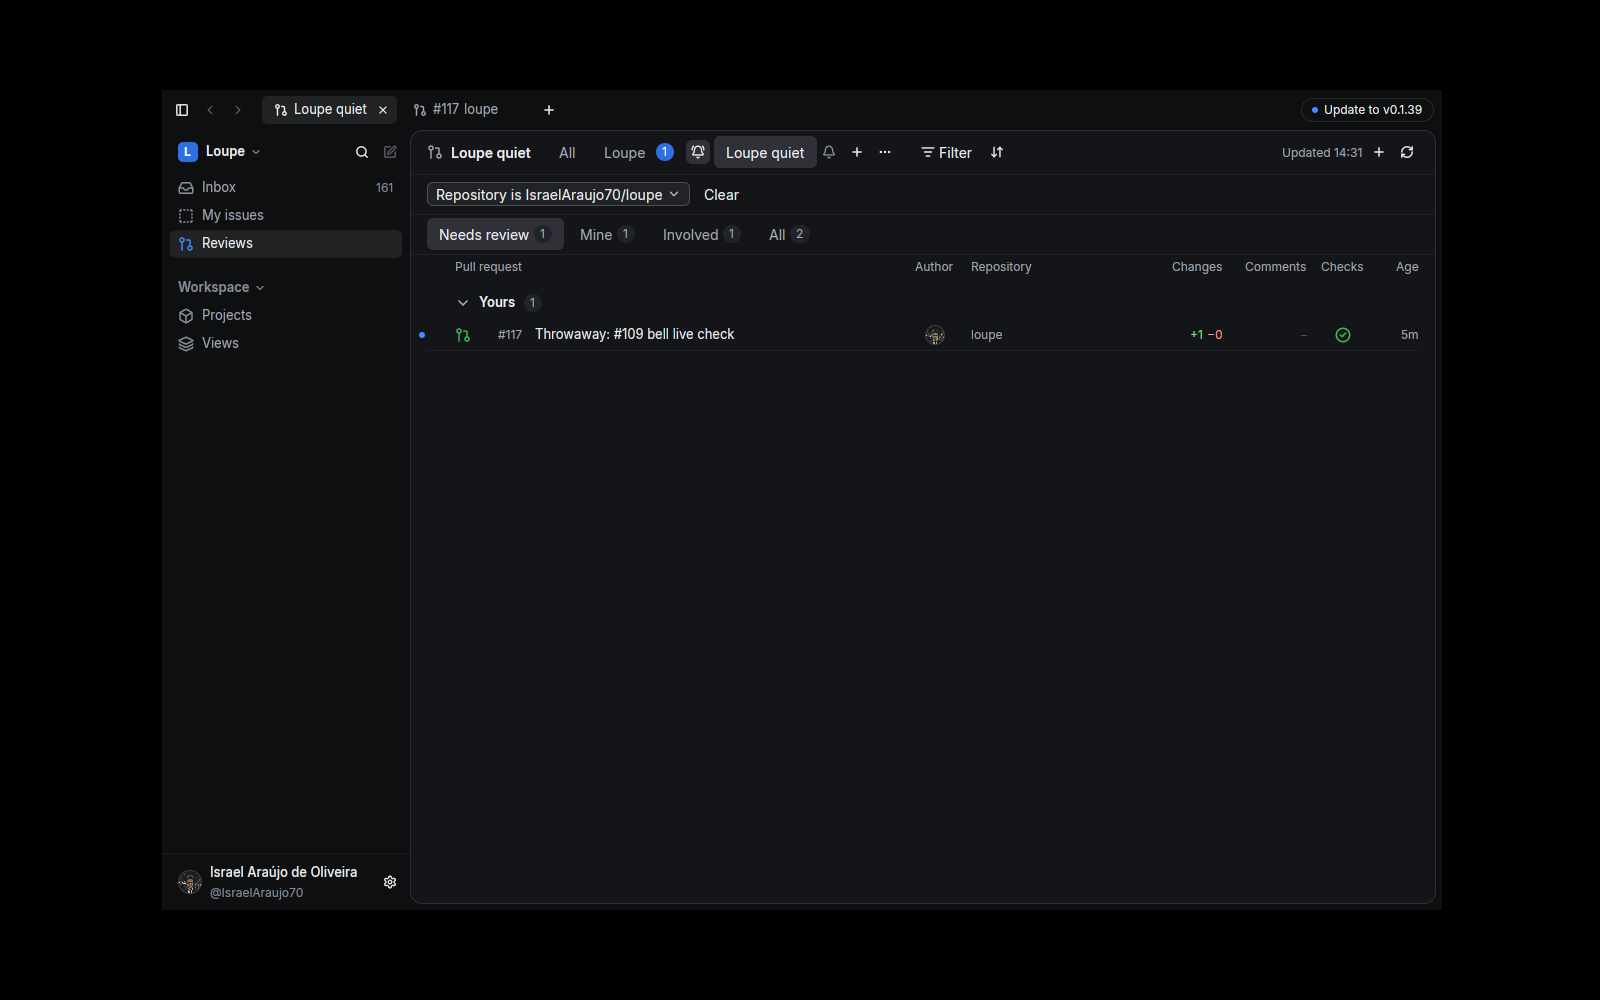 Loupe quiet
#117 loupe
Update to v0.1.39
L Loupe
Inbox 161
My issues
Reviews
Workspace
Projects
Views
Israel Araújo de Oliveira
@IsraelAraujo70
Loupe quiet All Loupe 1 Loupe quiet Filter Updated 14:31
Repository is IsraelAraujo70/loupe Clear
Needs review 1 Mine 1 Involved 1 All 2
Pull request Author Repository Changes Comments Checks Age
Yours 1
#117 Throwaway: #109 bell live check loupe +1 −0 – 5m